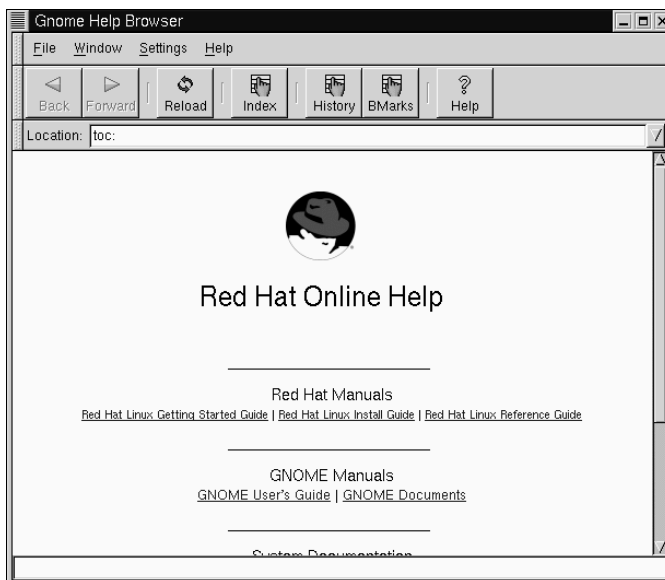 Gnome Help Browser
File Window Settings Help
Back Forward Reload Index History BMarks Help
Location: toc:
Red Hat Online Help
Red Hat Manuals
Red Hat Linux Getting Started Guide | Red Hat Linux Install Guide | Red Hat Linux Reference Guide
GNOME Manuals
GNOME User's Guide | GNOME Documents
System Documentation